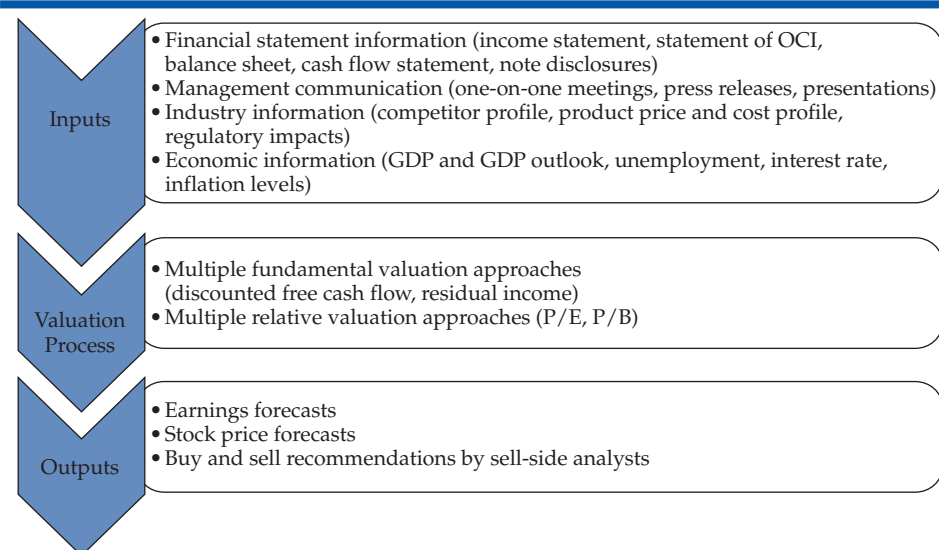 Inputs
• Financial statement information (income statement, statement of OCI,
balance sheet, cash flow statement, note disclosures)
• Management communication (one-on-one meetings, press releases, presentations)
• Industry information (competitor profile, product price and cost profile,
regulatory impacts)
• Economic information (GDP and GDP outlook, unemployment, interest rate,
inflation levels)
Valuation
Process
• Multiple fundamental valuation approaches
(discounted free cash flow, residual income)
• Multiple relative valuation approaches (P/E, P/B)
Outputs
• Earnings forecasts
• Stock price forecasts
• Buy and sell recommendations by sell-side analysts